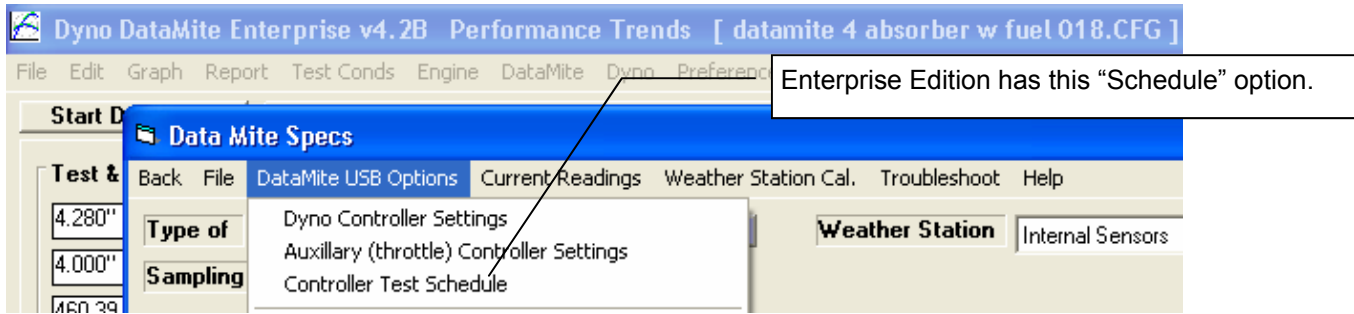 Dyno DataMite Enterprise v4.2B Performance Trends [ datamite 4 absorber w fuel 018.CFG ]
File Edit Graph Report Test Conds Engine DataMite Dyno Preferenc
Enterprise Edition has this “Schedule” option.
Start D
Data Mite Specs
Test &
Back File DataMite USB Options Current Readings Weather Station Cal. Troubleshoot Help
4.280"
Type of
Dyno Controller Settings
Weather Station
Internal Sensors
Auxillary (throttle) Controller Settings
4.000"
Sampling
Controller Test Schedule
460.39